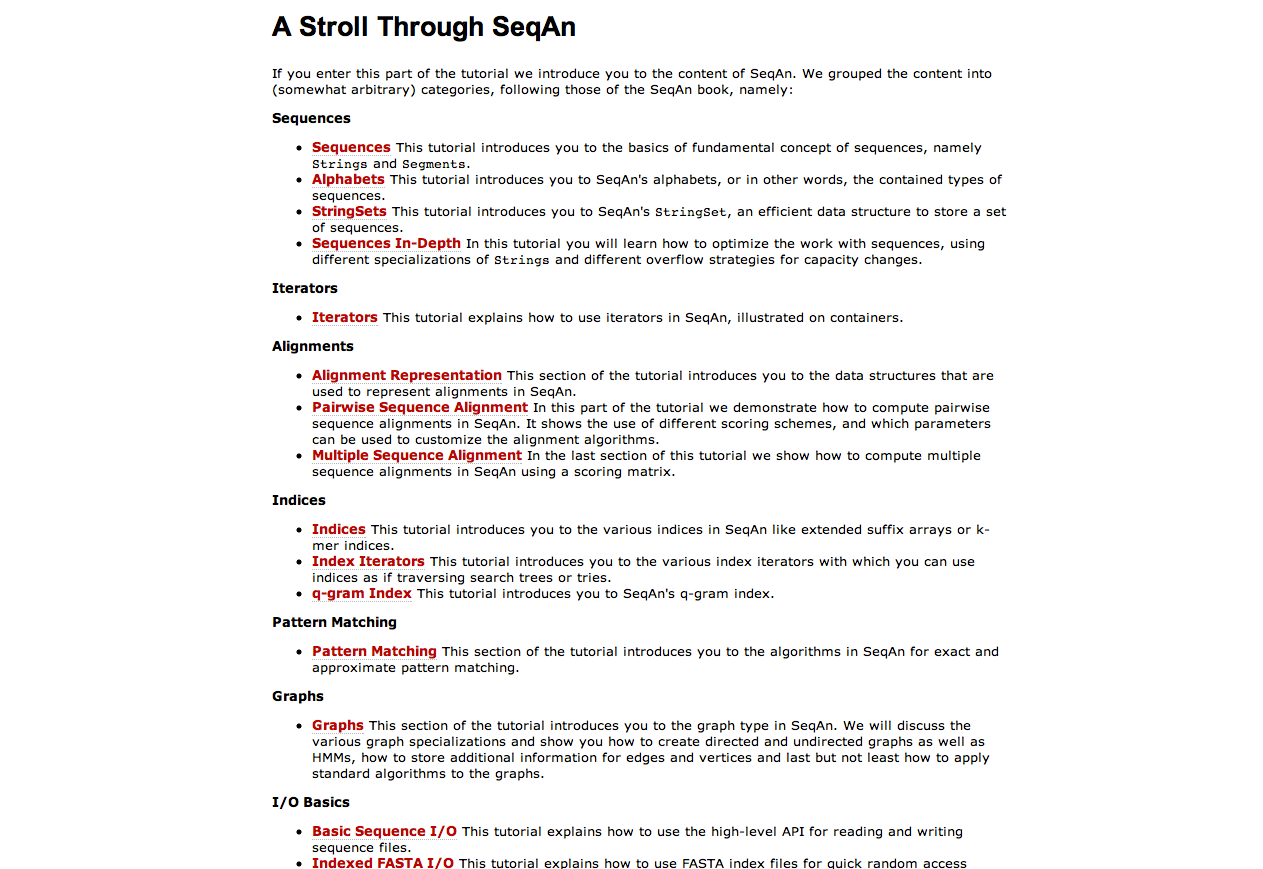 A Stroll Through SeqAn
If you enter this part of the tutorial we introduce you to the content of SeqAn. We grouped the content into
(somewhat arbitrary) categories, following those of the SeqAn book, namely:
Sequences
• Sequences This tutorial introduces you to the basics of fundamental concept of sequences, namely
Strings and Segments.
• Alphabets This tutorial introduces you to SeqAn's alphabets, or in other words, the contained types of
sequences.
• StringSets This tutorial introduces you to SeqAn's StringSet, an efficient data structure to store a set
of sequences.
• Sequences In-Depth In this tutorial you will learn how to optimize the work with sequences, using
different specializations of Strings and different overflow strategies for capacity changes.
Iterators
• Iterators This tutorial explains how to use iterators in SeqAn, illustrated on containers.
Alignments
• Alignment Representation This section of the tutorial introduces you to the data structures that are
used to represent alignments in SeqAn.
• Pairwise Sequence Alignment In this part of the tutorial we demonstrate how to compute pairwise
sequence alignments in SeqAn. It shows the use of different scoring schemes, and which parameters
can be used to customize the alignment algorithms.
• Multiple Sequence Alignment In the last section of this tutorial we show how to compute multiple
sequence alignments in SeqAn using a scoring matrix.
Indices
• Indices This tutorial introduces you to the various indices in SeqAn like extended suffix arrays or k-
mer indices.
• Index Iterators This tutorial introduces you to the various index iterators with which you can use
indices as if traversing search trees or tries.
• q-gram Index This tutorial introduces you to SeqAn's q-gram index.
Pattern Matching
• Pattern Matching This section of the tutorial introduces you to the algorithms in SeqAn for exact and
approximate pattern matching.
Graphs
• Graphs This section of the tutorial introduces you to the graph type in SeqAn. We will discuss the
various graph specializations and show you how to create directed and undirected graphs as well as
HMMs, how to store additional information for edges and vertices and last but not least how to apply
standard algorithms to the graphs.
I/O Basics
• Basic Sequence I/O This tutorial explains how to use the high-level API for reading and writing
sequence files.
• Indexed FASTA I/O This tutorial explains how to use FASTA index files for quick random access